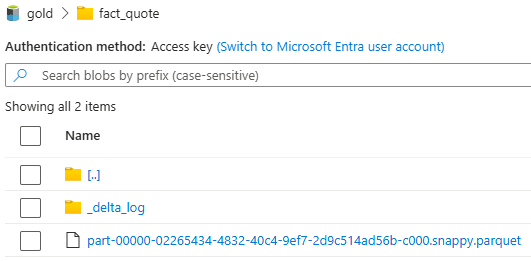 gold > fact_quote
Authentication method: Access key (Switch to Microsoft Entra user account)
Search blobs by prefix (case-sensitive)
Showing all 2 items
Name
[..]
_delta_log
part-00000-02265434-4832-40c4-9ef7-2d9c514ad56b-c000.snappy.parquet